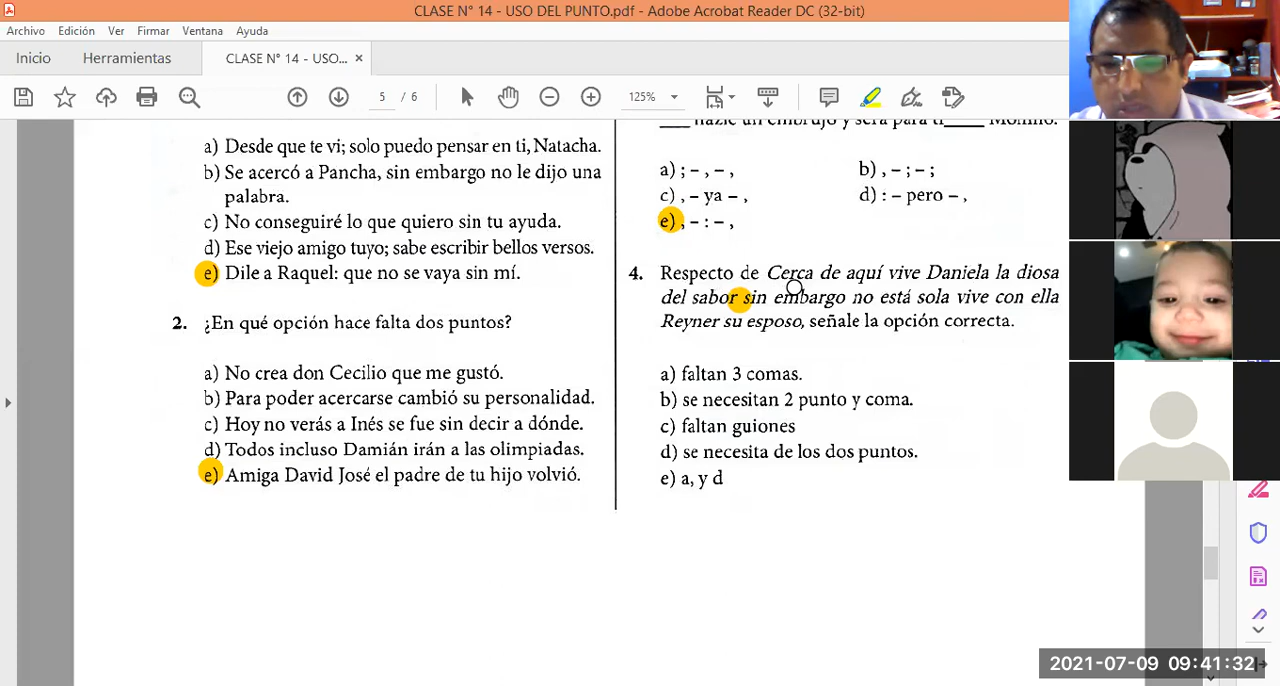 CLASE N° 14 - USO DEL PUNTO.pdf - Adobe Acrobat Reader DC (32-bit)
Archivo Edición Ver Firmar Ventana Ayuda
Inicio Herramientas CLASE N° 14 - USO... ×
5 / 6 125%
a) Desde que te vi; solo puedo pensar en ti, Natacha.
b) Se acercó a Pancha, sin embargo no le dijo una
palabra.
c) No conseguiré lo que quiero sin tu ayuda.
d) Ese viejo amigo tuyo; sabe escribir bellos versos.
e) Dile a Raquel: que no se vaya sin mí.
2. ¿En qué opción hace falta dos puntos?
a) No crea don Cecilio que me gustó.
b) Para poder acercarse cambió su personalidad.
c) Hoy no verás a Inés se fue sin decir a dónde.
d) Todos incluso Damián irán a las olimpiadas.
e) Amiga David José el padre de tu hijo volvió.
___ hazle un embrujo y será para ti____ Moñino.
a) ; – , – , b) , – ; – ;
c) , – ya – , d) : – pero – ,
e) , – : – ,
4. Respecto de Cerca de aquí vive Daniela la diosa
del sabor sin embargo no está sola vive con ella
Reyner su esposo, señale la opción correcta.
a) faltan 3 comas.
b) se necesitan 2 punto y coma.
c) faltan guiones
d) se necesita de los dos puntos.
e) a, y d
2021-07-09 09:41:32